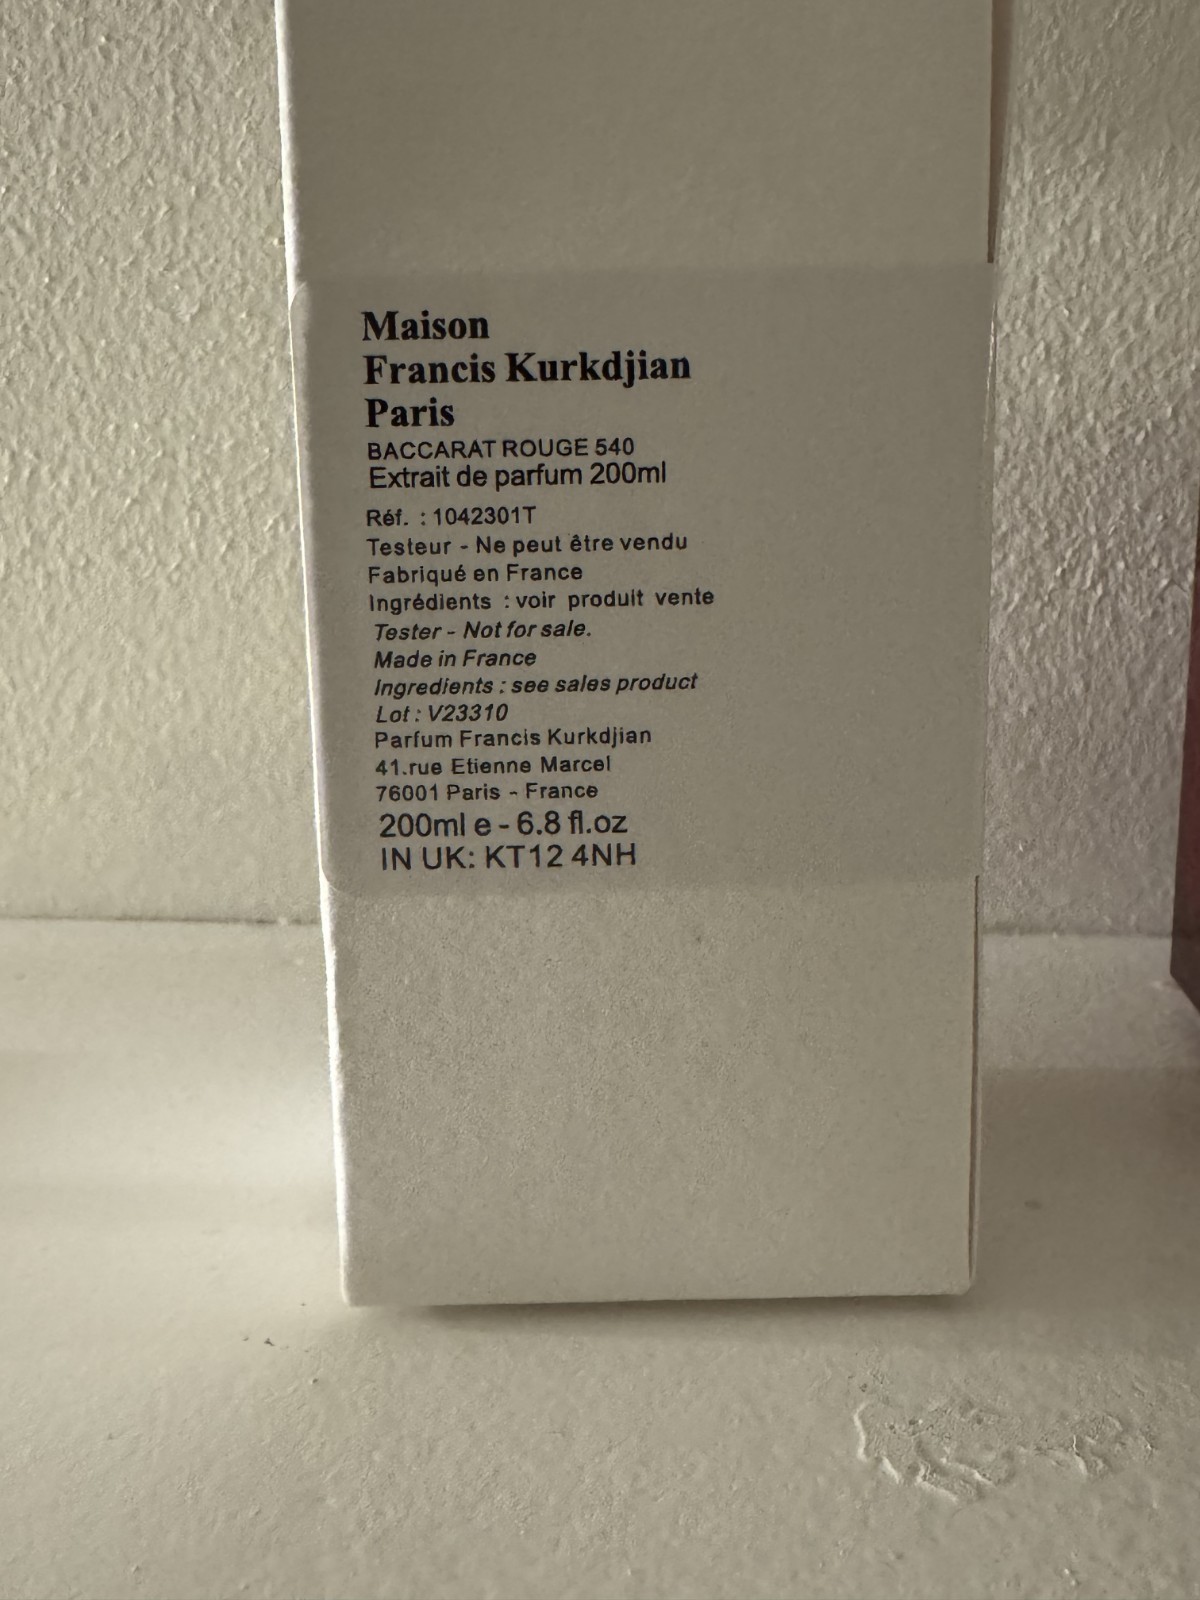 Maison
Francis Kurkdjian
Paris
BACCARAT ROUGE 540
Extrait de parfum 200ml
Réf. : 1042301T
Testeur - Ne peut être vendu
Fabriqué en France
Ingrédients : voir produit vente
Tester - Not for sale.
Made in France
Ingredients : see sales product
Lot : V23310
Parfum Francis Kurkdjian
41.rue Etienne Marcel
76001 Paris - France
200ml e - 6.8 fl.oz
IN UK: KT12 4NH